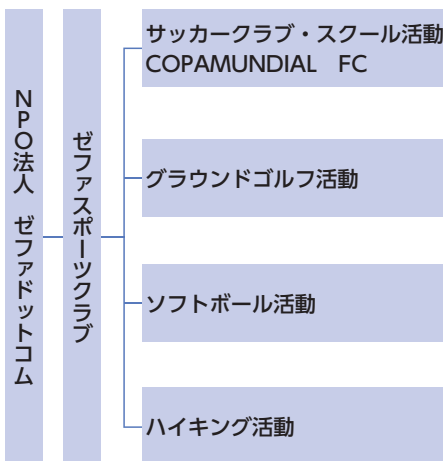 NPO法人　ゼファドットコム
ゼファスポーツクラブ
サッカークラブ・スクール活動
COPAMUNDIAL　FC
グラウンドゴルフ活動
ソフトボール活動
ハイキング活動